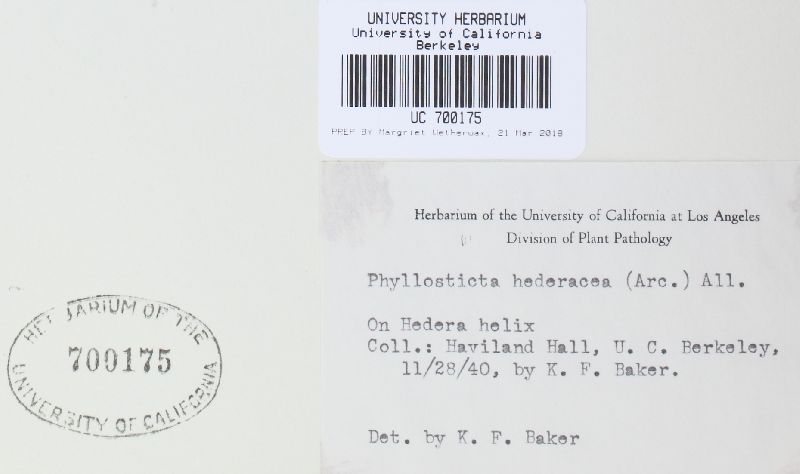 UNIVERSITY HERBARIUM
University of California
Berkeley
UC 700175
PREP BY Margriet Wetherwax, 21 Mar 2018
Herbarium of the University of California at Los Angeles
Division of Plant Pathology
Phyllosticta hederacea (Arc.) All.
On Hedera helix
Coll.: Haviland Hall, U. C. Berkeley,
11/28/40, by K. F. Baker.
Det. by K. F. Baker
HERBARIUM OF THE
700175
UNIVERSITY OF CALIFORNIA